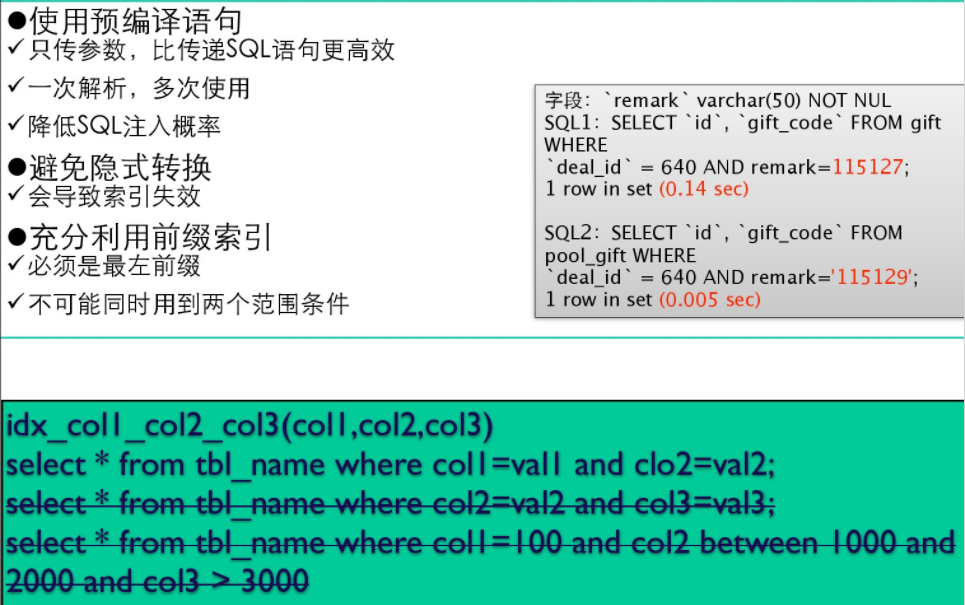 ●使用预编译语句
✓只传参数，比传递SQL语句更高效
✓一次解析，多次使用
✓降低SQL注入概率
●避免隐式转换
✓会导致索引失效
●充分利用前缀索引
✓必须是最左前缀
✓不可能同时用到两个范围条件
字段：`remark` varchar(50) NOT NUL
SQL1：SELECT `id`, `gift_code` FROM gift
WHERE
`deal_id` = 640 AND remark=115127;
1 row in set (0.14 sec)
SQL2：SELECT `id`, `gift_code` FROM
pool_gift WHERE
`deal_id` = 640 AND remark='115129';
1 row in set (0.005 sec)
idx_col1_col2_col3(col1,col2,col3)
select * from tbl_name where col1=val1 and clo2=val2;
select * from tbl_name where col2=val2 and col3=val3;
select * from tbl_name where col1=100 and col2 between 1000 and
2000 and col3 > 3000